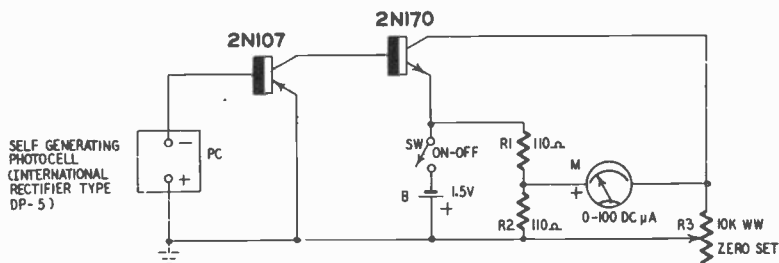 2N107
2N170
SELF GENERATING
PHOTOCELL
(INTERNATIONAL
RECTIFIER TYPE
DP-5)
PC
−
+
SW
ON-OFF
B
1.5V
+
R1
110Ω
R2
110Ω
M
+
0-100 DC μA
R3
10K WW
ZERO SET